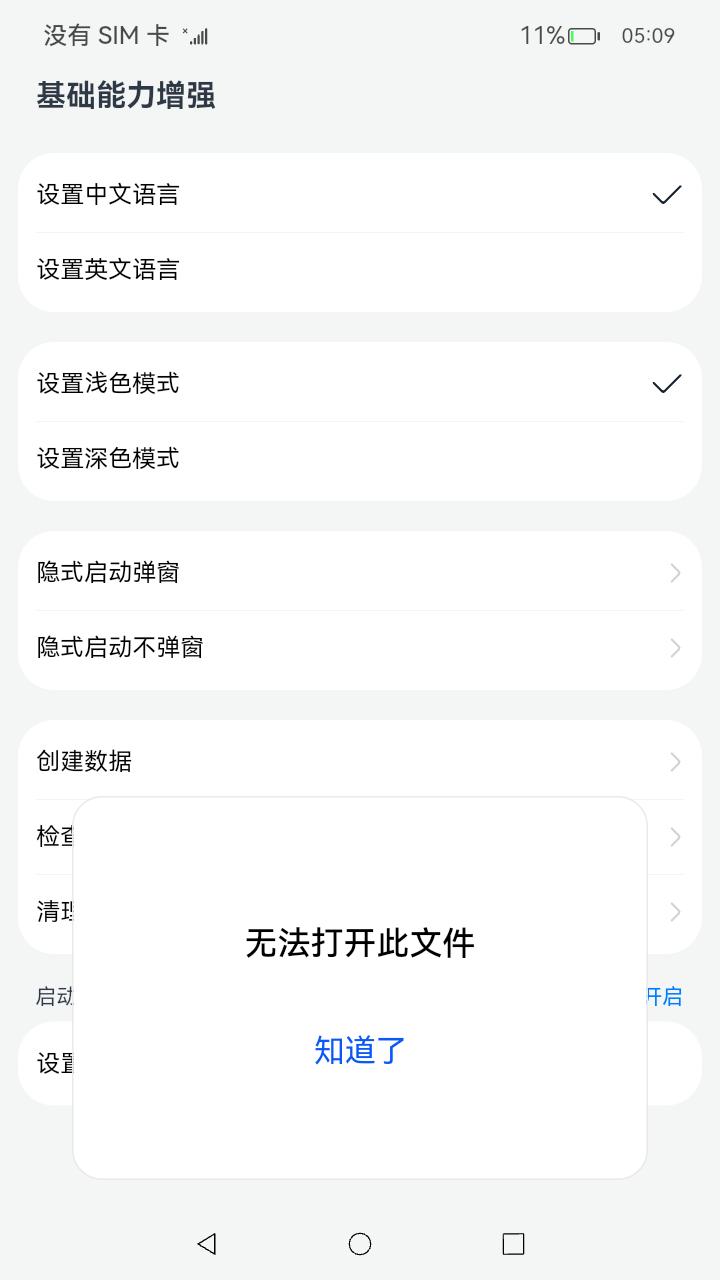 没有 SIM 卡
11%
05:09
基础能力增强
设置中文语言
设置英文语言
设置浅色模式
设置深色模式
隐式启动弹窗
隐式启动不弹窗
创建数据
检查
清理
启动
开启
设置
无法打开此文件
知道了